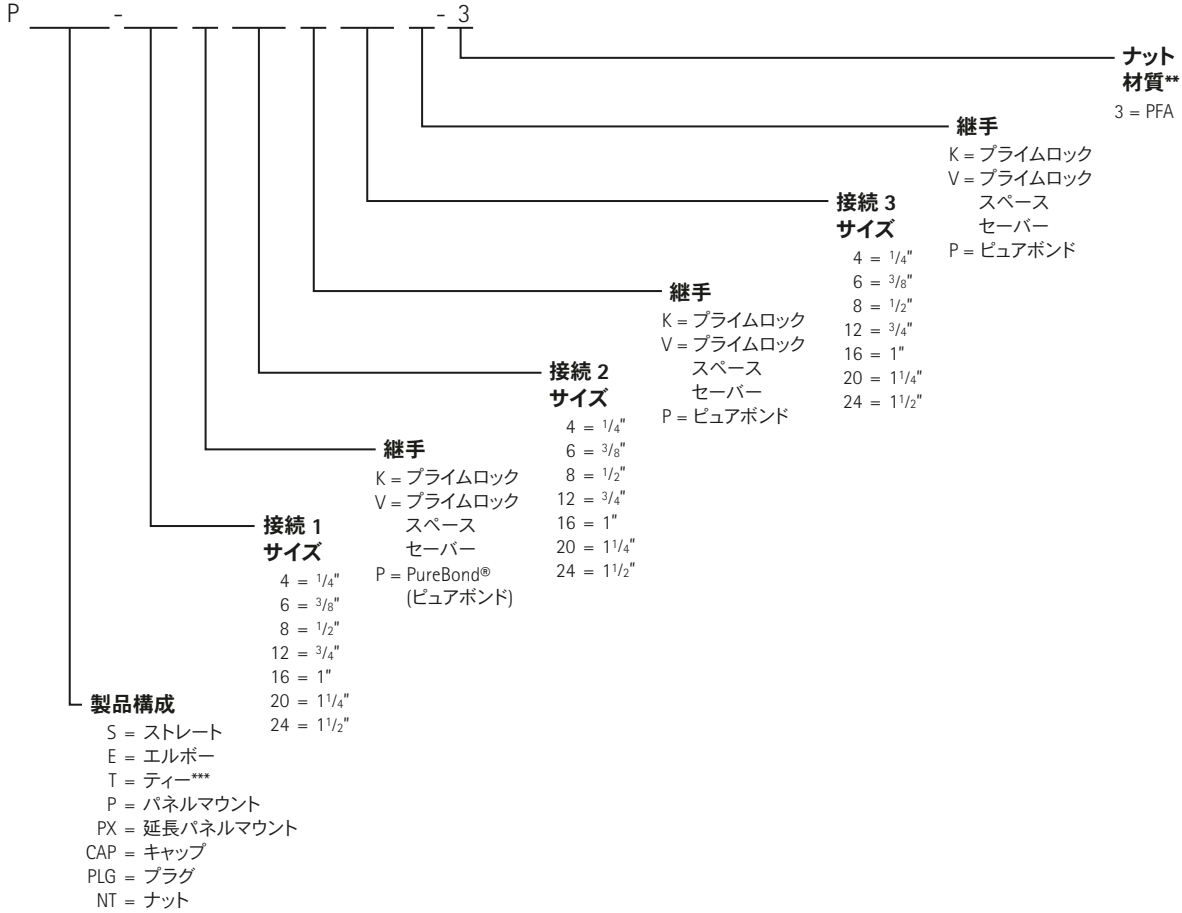 P - - 3
ナット
材質**
3 = PFA
継手
K = プライムロック
V = プライムロック
スペース
セーバー
P = ピュアボンド
接続 3
サイズ
4 = 1/4"
6 = 3/8"
8 = 1/2"
12 = 3/4"
16 = 1"
20 = 11/4"
24 = 11/2"
継手
K = プライムロック
V = プライムロック
スペース
セーバー
P = ピュアボンド
接続 2
サイズ
4 = 1/4"
6 = 3/8"
8 = 1/2"
12 = 3/4"
16 = 1"
20 = 11/4"
24 = 11/2"
継手
K = プライムロック
V = プライムロック
スペース
セーバー
P = PureBond®
(ピュアボンド)
接続 1
サイズ
4 = 1/4"
6 = 3/8"
8 = 1/2"
12 = 3/4"
16 = 1"
20 = 11/4"
24 = 11/2"
製品構成
S = ストレート
E = エルボー
T = ティー***
P = パネルマウント
PX = 延長パネルマウント
CAP = キャップ
PLG = プラグ
NT = ナット